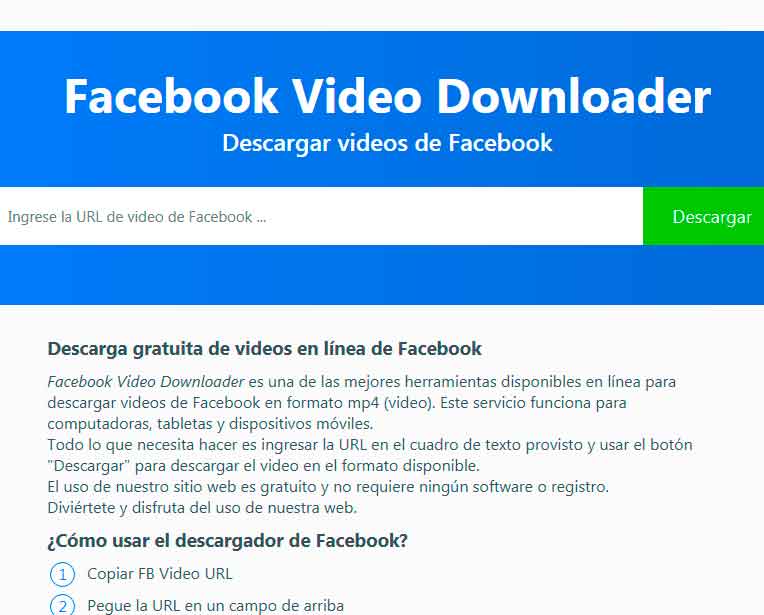 Facebook Video Downloader
Descargar videos de Facebook
Ingrese la URL de video de Facebook ...
Descargar
Descarga gratuita de videos en línea de Facebook
Facebook Video Downloader es una de las mejores herramientas disponibles en línea para
descargar videos de Facebook en formato mp4 (video). Este servicio funciona para
computadoras, tabletas y dispositivos móviles.
Todo lo que necesita hacer es ingresar la URL en el cuadro de texto provisto y usar el botón
"Descargar" para descargar el video en el formato disponible.
El uso de nuestro sitio web es gratuito y no requiere ningún software o registro.
Diviértete y disfruta del uso de nuestra web.
¿Cómo usar el descargador de Facebook?
1 Copiar FB Video URL
2 Pegue la URL en un campo de arriba